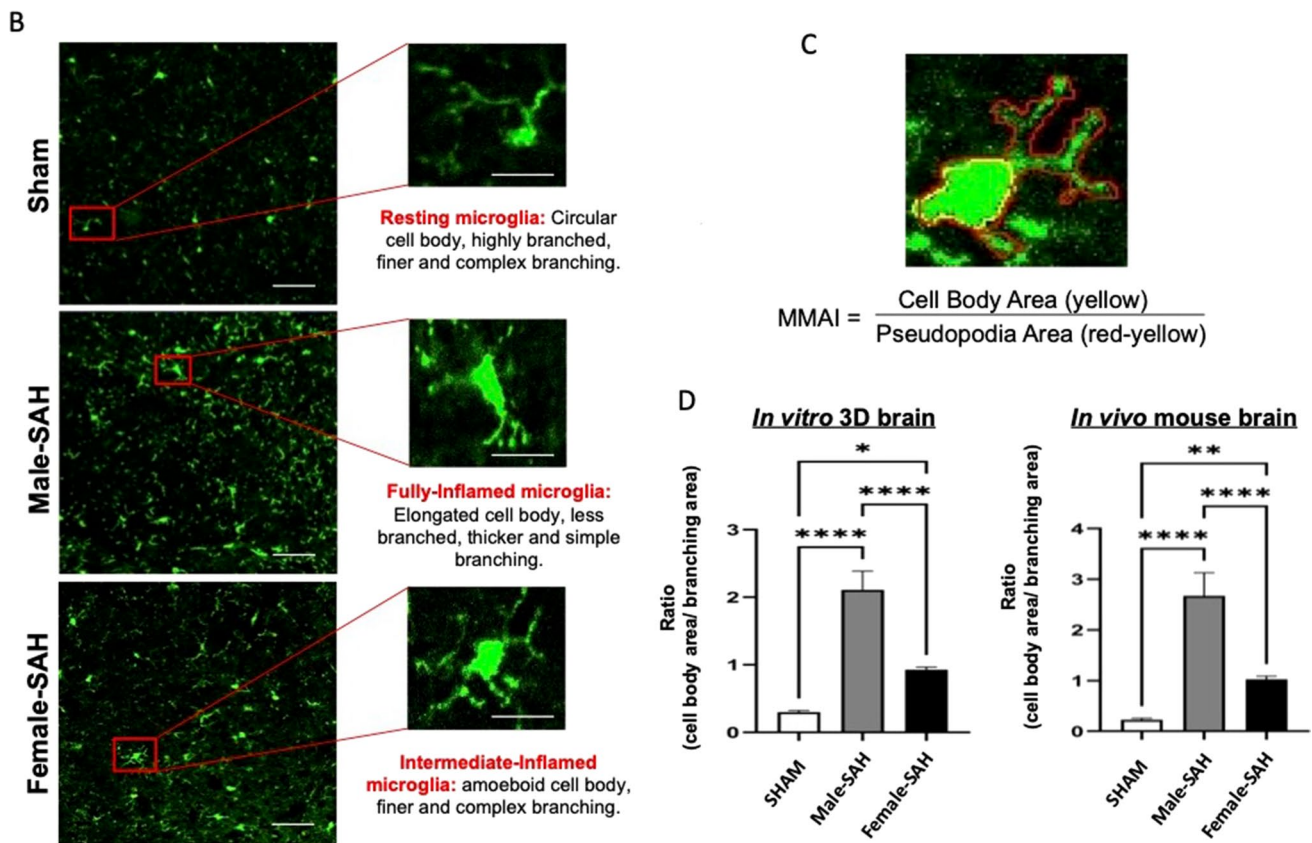 B
Sham
Resting microglia: Circular
cell body, highly branched,
finer and complex branching.
Male-SAH
Fully-Inflamed microglia:
Elongated cell body, less
branched, thicker and simple
branching.
Female-SAH
Intermediate-Inflamed
microglia: amoeboid cell body,
finer and complex branching.
C
MMAI =
Cell Body Area (yellow)
Pseudopodia Area (red-yellow)
D
In vitro 3D brain
Ratio
(cell body area/ branching area)
*
****
****
3
2
1
0
SHAM
Male-SAH
Female-SAH
In vivo mouse brain
Ratio
(cell body area/ branching area)
**
****
****
4
3
2
1
0
SHAM
Male-SAH
Female-SAH